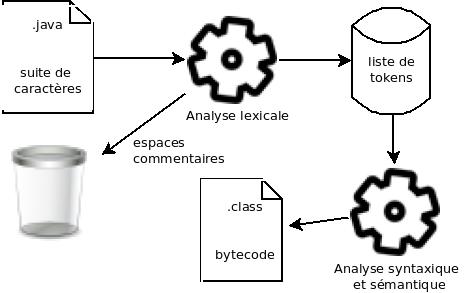 .java
suite de
caractères
Analyse lexicale
liste de
tokens
espaces
commentaires
.class
bytecode
Analyse syntaxique
et sémantique